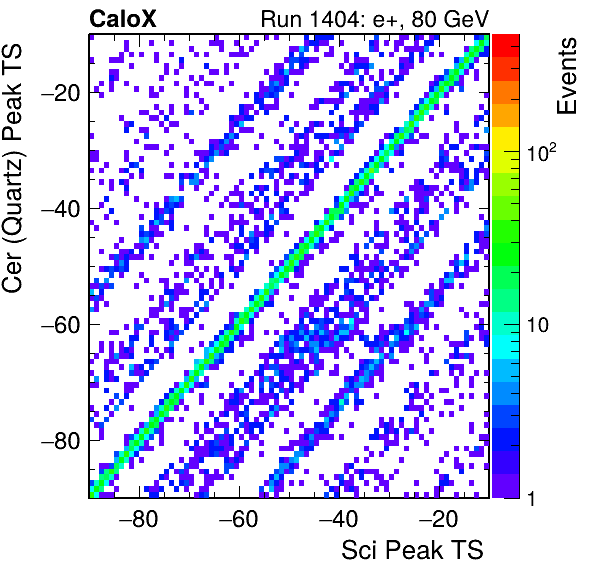 CaloX Run 1404: e+, 80 GeV
Cer (Quartz) Peak TS
−20
−40
−60
−80
−80 −60 −40 −20
Sci Peak TS
Events
10²
10
1